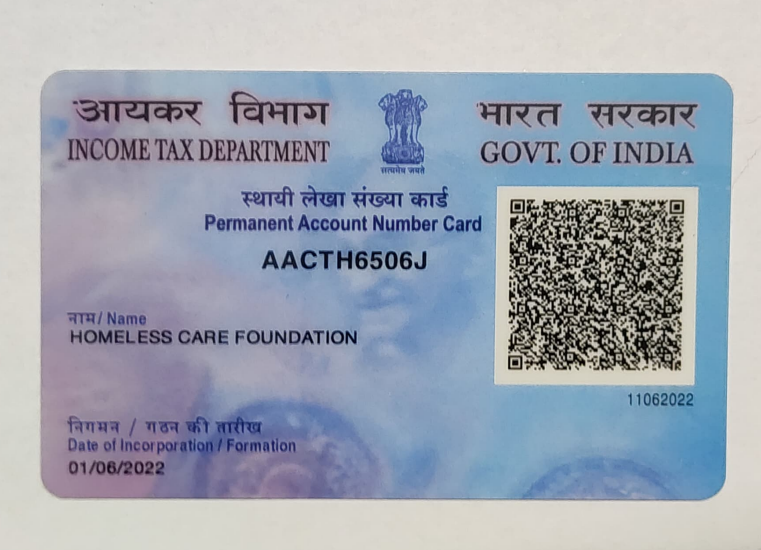 आयकर विभाग
INCOME TAX DEPARTMENT
सत्यमेव जयते
भारत सरकार
GOVT. OF INDIA
स्थायी लेखा संख्या कार्ड
Permanent Account Number Card
AACTH6506J
नाम/ Name
HOMELESS CARE FOUNDATION
11062022
निगमन / गठन की तारीख
Date of Incorporation / Formation
01/06/2022